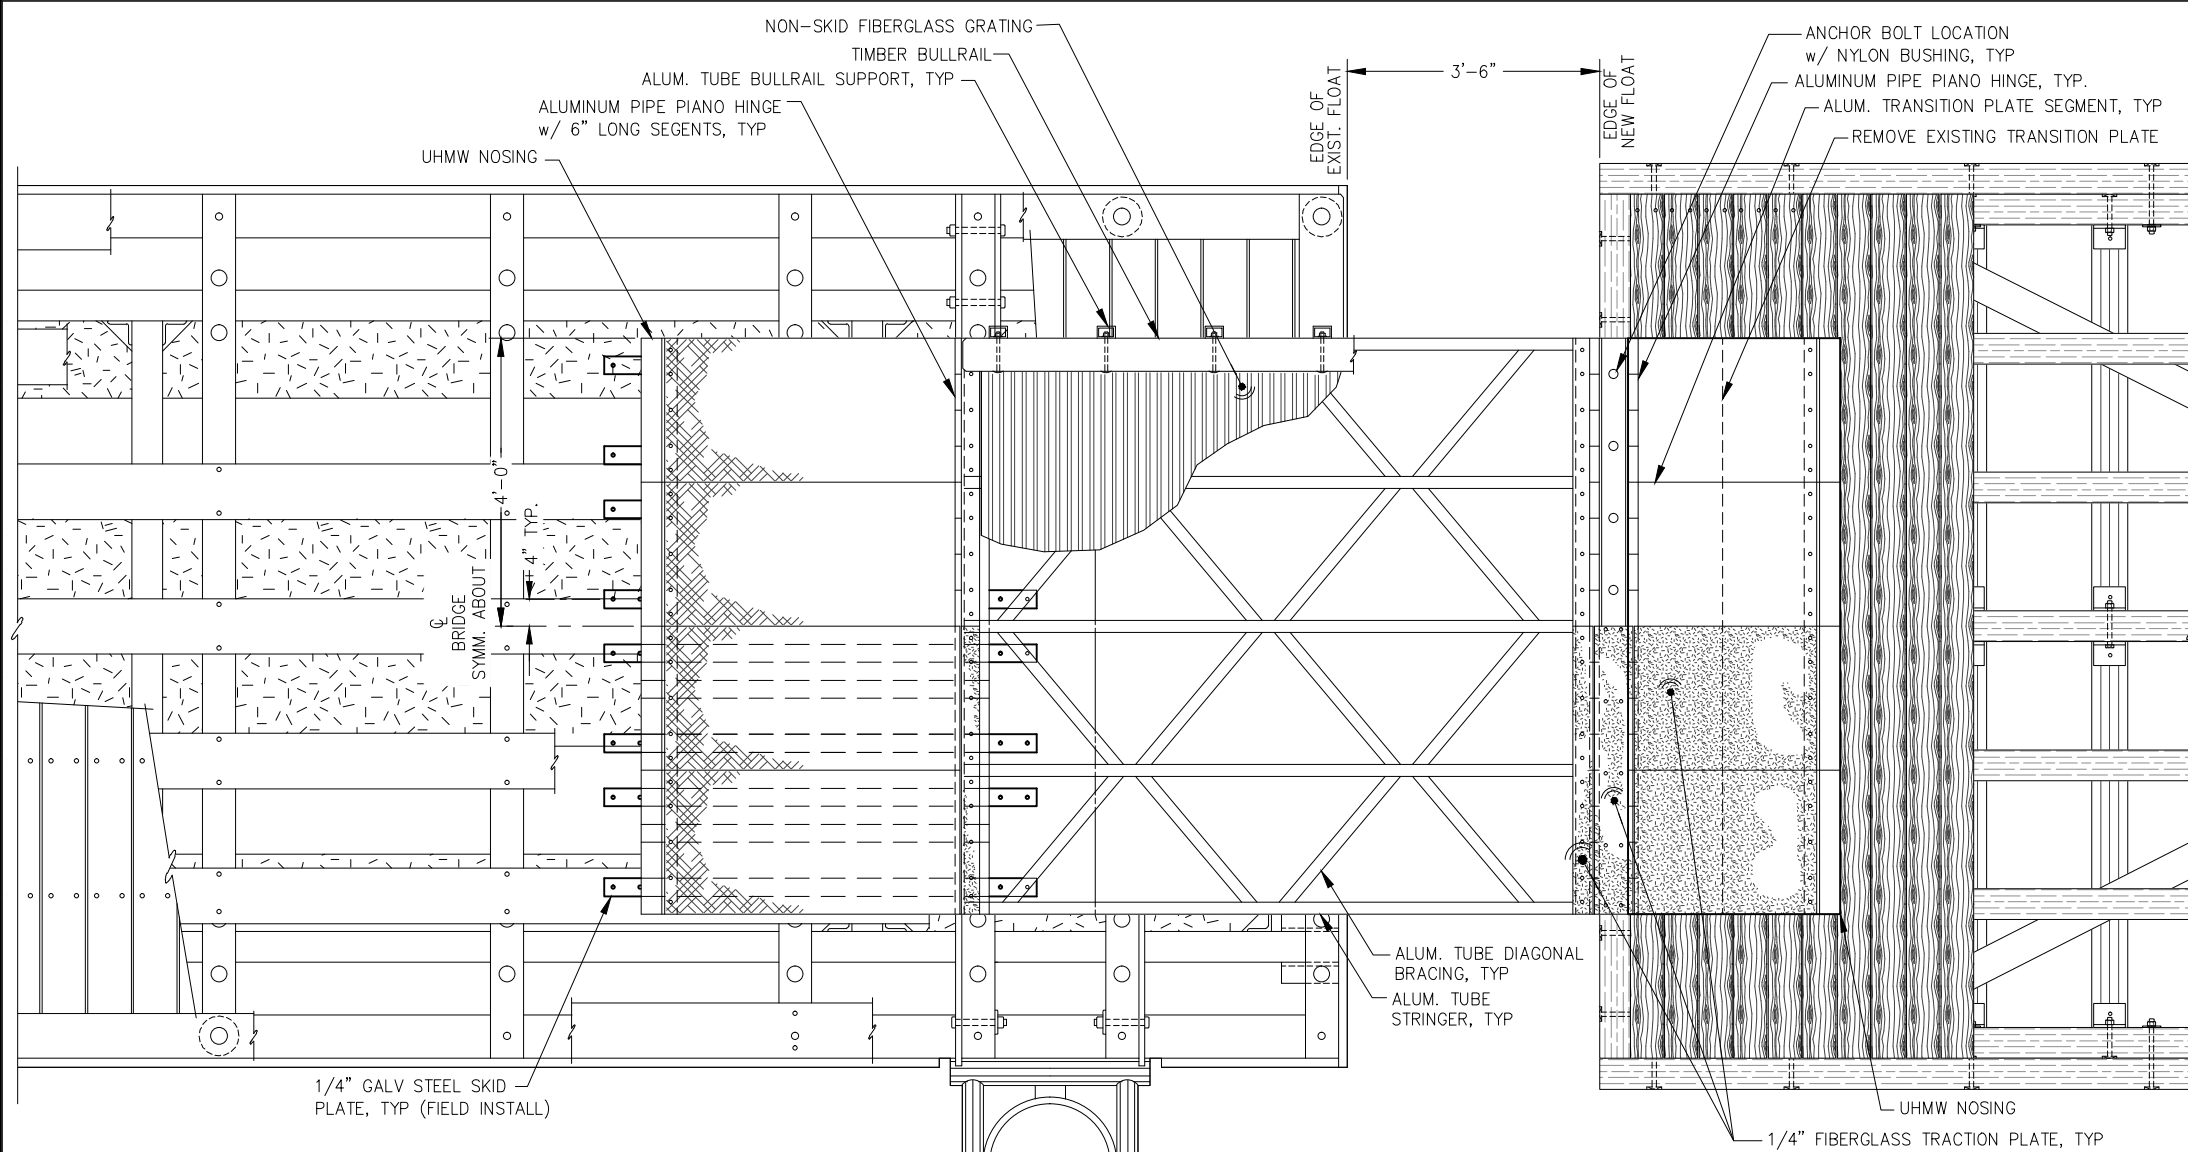 NON-SKID FIBERGLASS GRATING
TIMBER BULLRAIL
ALUM. TUBE BULLRAIL SUPPORT, TYP
ALUMINUM PIPE PIANO HINGE
w/ 6" LONG SEGENTS, TYP
UHMW NOSING
EDGE OF
EXIST. FLOAT
3'-6"
EDGE OF
NEW FLOAT
ANCHOR BOLT LOCATION
w/ NYLON BUSHING, TYP
ALUMINUM PIPE PIANO HINGE, TYP.
ALUM. TRANSITION PLATE SEGMENT, TYP
REMOVE EXISTING TRANSITION PLATE
4'-0"
4" TYP.
℄
BRIDGE
SYMM. ABOUT
ALUM. TUBE DIAGONAL
BRACING, TYP
ALUM. TUBE
STRINGER, TYP
1/4" GALV STEEL SKID
PLATE, TYP (FIELD INSTALL)
UHMW NOSING
1/4" FIBERGLASS TRACTION PLATE, TYP